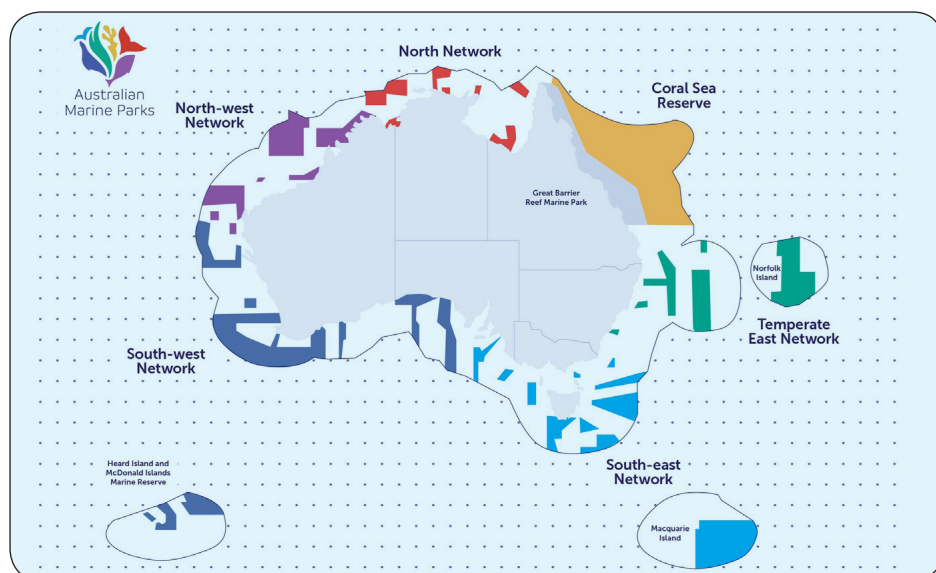 Australian
Marine Parks
North Network
North-west
Network
Coral Sea
Reserve
Great Barrier
Reef Marine Park
Norfolk
Island
Temperate
East Network
South-west
Network
South-east
Network
Heard Island and
McDonald Islands
Marine Reserve
Macquarie
Island